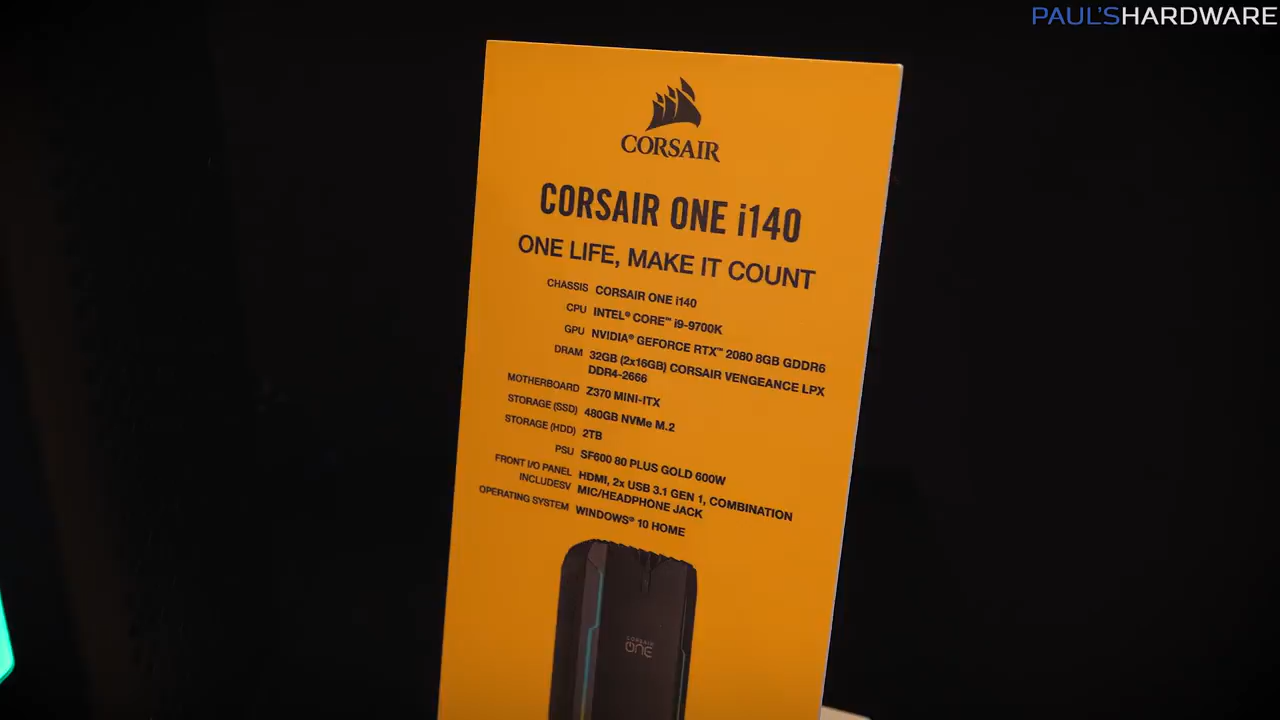 PAUL'SHARDWARE
CORSAIR
CORSAIR ONE i140
ONE LIFE, MAKE IT COUNT
CHASSIS CORSAIR ONE i140
CPU INTEL® CORE™ i9-9700K
GPU NVIDIA® GEFORCE RTX™ 2080 8GB GDDR6
DRAM 32GB (2x16GB) CORSAIR VENGEANCE LPX
DDR4-2666
MOTHERBOARD Z370 MINI-ITX
STORAGE (SSD) 480GB NVMe M.2
STORAGE (HDD) 2TB
PSU SF600 80 PLUS GOLD 600W
FRONT I/O PANEL HDMI, 2x USB 3.1 GEN 1, COMBINATION
INCLUDESV MIC/HEADPHONE JACK
OPERATING SYSTEM WINDOWS® 10 HOME
CORSAIR
ONE